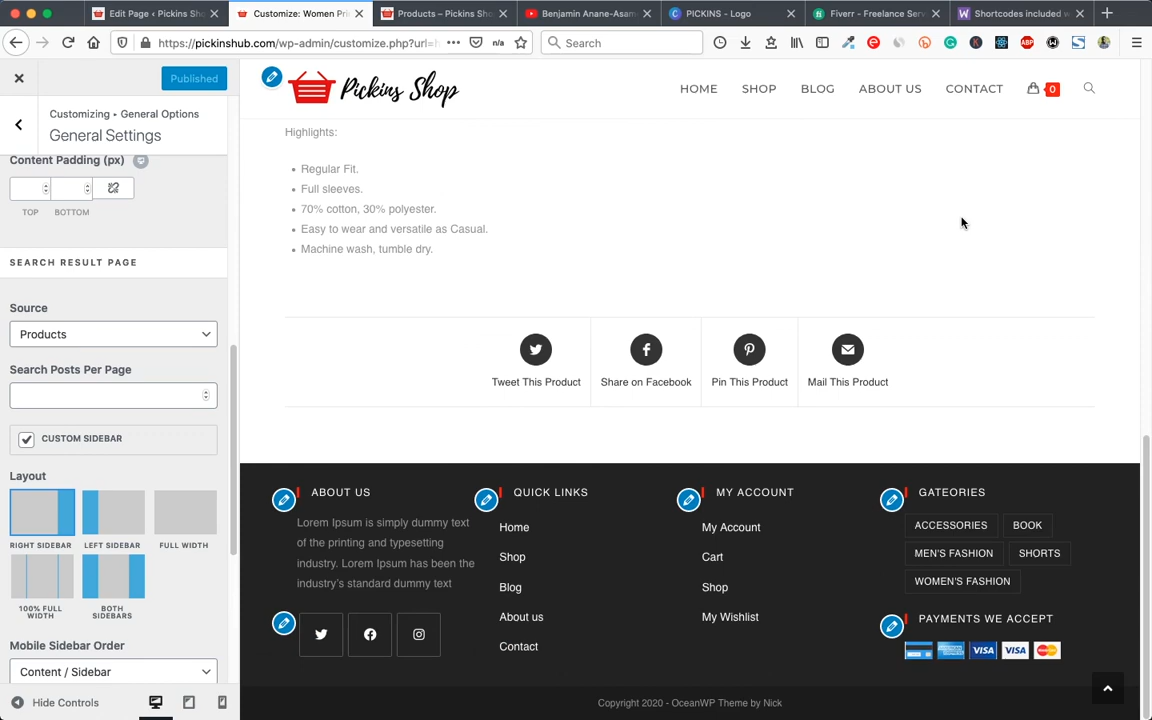 Edit Page ‹ Pickins Sh
Customize: Women Pri
Products – Pickins Sho
Benjamin Anane-Asam
PICKINS - Logo
Fiverr - Freelance Serv
Shortcodes included w
https://pickinshub.com/wp-admin/customize.php?url=h
n/a
Search
ABP
Published
Customizing ▸ General Options
General Settings
Content Padding (px)
TOP
BOTTOM
SEARCH RESULT PAGE
Source
Products
Search Posts Per Page
CUSTOM SIDEBAR
Layout
RIGHT SIDEBAR
LEFT SIDEBAR
FULL WIDTH
100% FULL
WIDTH
BOTH
SIDEBARS
Mobile Sidebar Order
Content / Sidebar
Hide Controls
Pickins Shop
HOME
SHOP
BLOG
ABOUT US
CONTACT
0
Highlights:
Regular Fit.
Full sleeves.
70% cotton, 30% polyester.
Easy to wear and versatile as Casual.
Machine wash, tumble dry.
Tweet This Product
Share on Facebook
Pin This Product
Mail This Product
ABOUT US
Lorem Ipsum is simply dummy text
of the printing and typesetting
industry. Lorem Ipsum has been the
industry's standard dummy text
QUICK LINKS
Home
Shop
Blog
About us
Contact
MY ACCOUNT
My Account
Cart
Shop
My Wishlist
GATEORIES
ACCESSORIES
BOOK
MEN'S FASHION
SHORTS
WOMEN'S FASHION
PAYMENTS WE ACCEPT
VISA
VISA
Copyright 2020 - OceanWP Theme by Nick